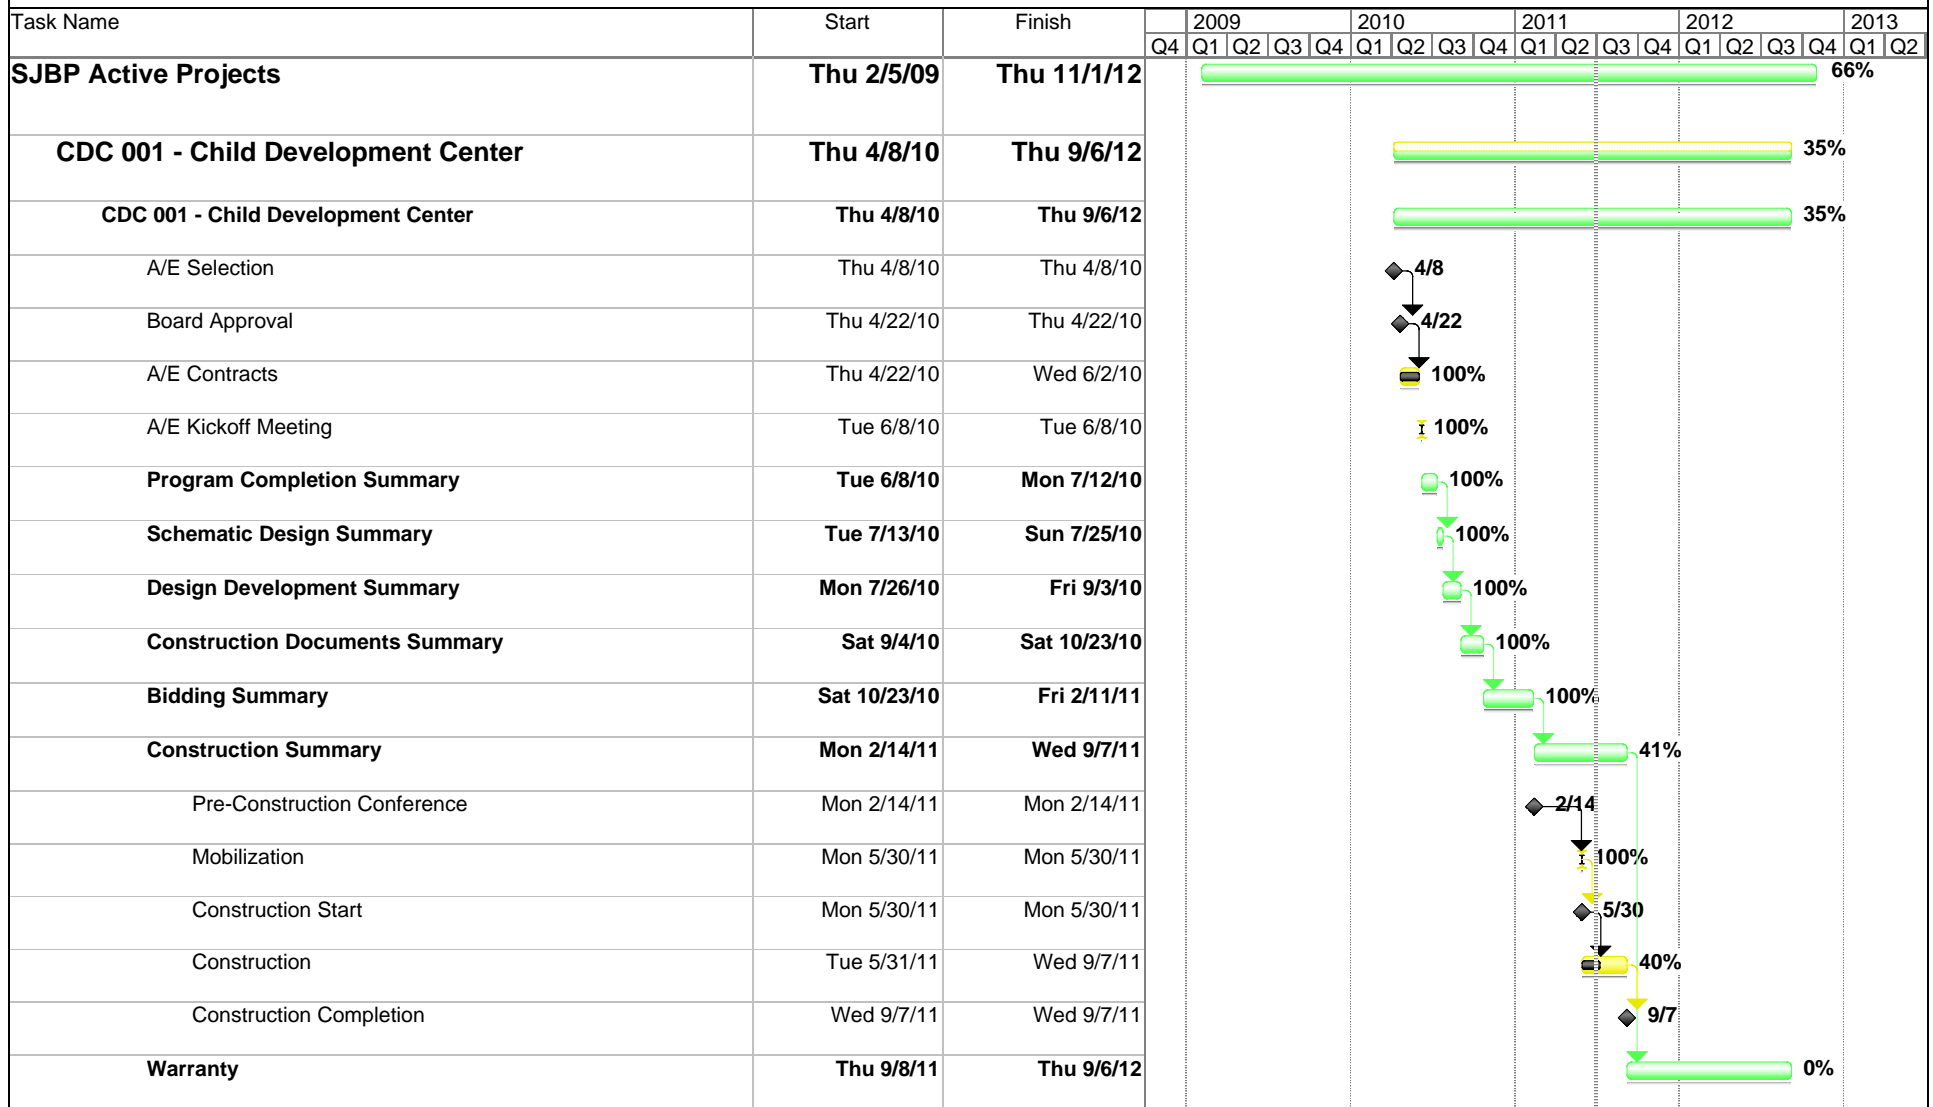 Task Name Start Finish 2009 2010 2011 2012 2013
Q4 Q1 Q2 Q3 Q4 Q1 Q2 Q3 Q4 Q1 Q2 Q3 Q4 Q1 Q2 Q3 Q4 Q1 Q2
SJBP Active Projects Thu 2/5/09 Thu 11/1/12 66%
CDC 001 - Child Development Center Thu 4/8/10 Thu 9/6/12 35%
CDC 001 - Child Development Center Thu 4/8/10 Thu 9/6/12 35%
A/E Selection Thu 4/8/10 Thu 4/8/10 4/8
Board Approval Thu 4/22/10 Thu 4/22/10 4/22
A/E Contracts Thu 4/22/10 Wed 6/2/10 100%
A/E Kickoff Meeting Tue 6/8/10 Tue 6/8/10 100%
Program Completion Summary Tue 6/8/10 Mon 7/12/10 100%
Schematic Design Summary Tue 7/13/10 Sun 7/25/10 100%
Design Development Summary Mon 7/26/10 Fri 9/3/10 100%
Construction Documents Summary Sat 9/4/10 Sat 10/23/10 100%
Bidding Summary Sat 10/23/10 Fri 2/11/11 100%
Construction Summary Mon 2/14/11 Wed 9/7/11 41%
Pre-Construction Conference Mon 2/14/11 Mon 2/14/11 2/14
Mobilization Mon 5/30/11 Mon 5/30/11 100%
Construction Start Mon 5/30/11 Mon 5/30/11 5/30
Construction Tue 5/31/11 Wed 9/7/11 40%
Construction Completion Wed 9/7/11 Wed 9/7/11 9/7
Warranty Thu 9/8/11 Thu 9/6/12 0%